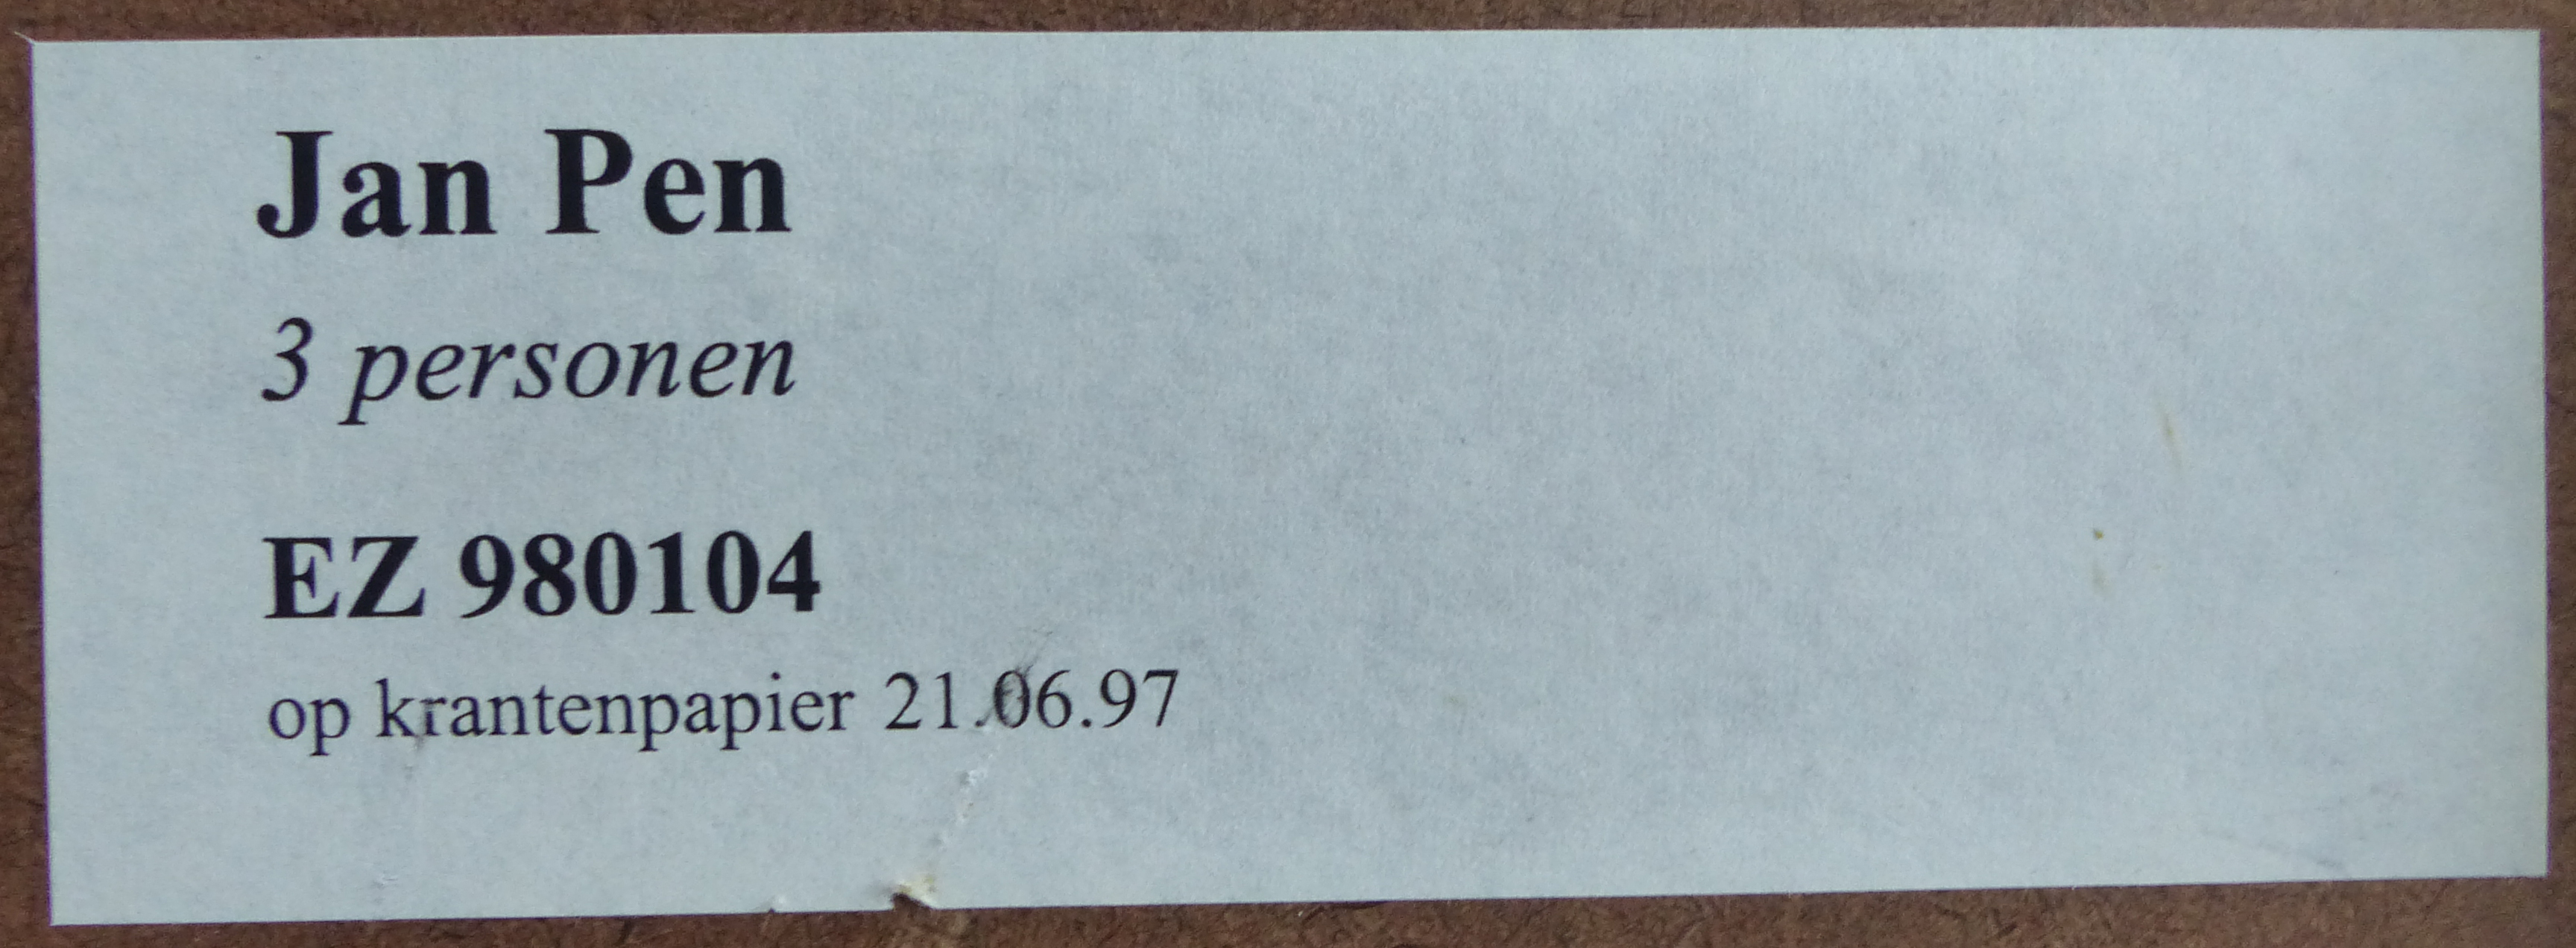 Jan Pen
3 personen
EZ 980104
op krantenpapier 21.06.97